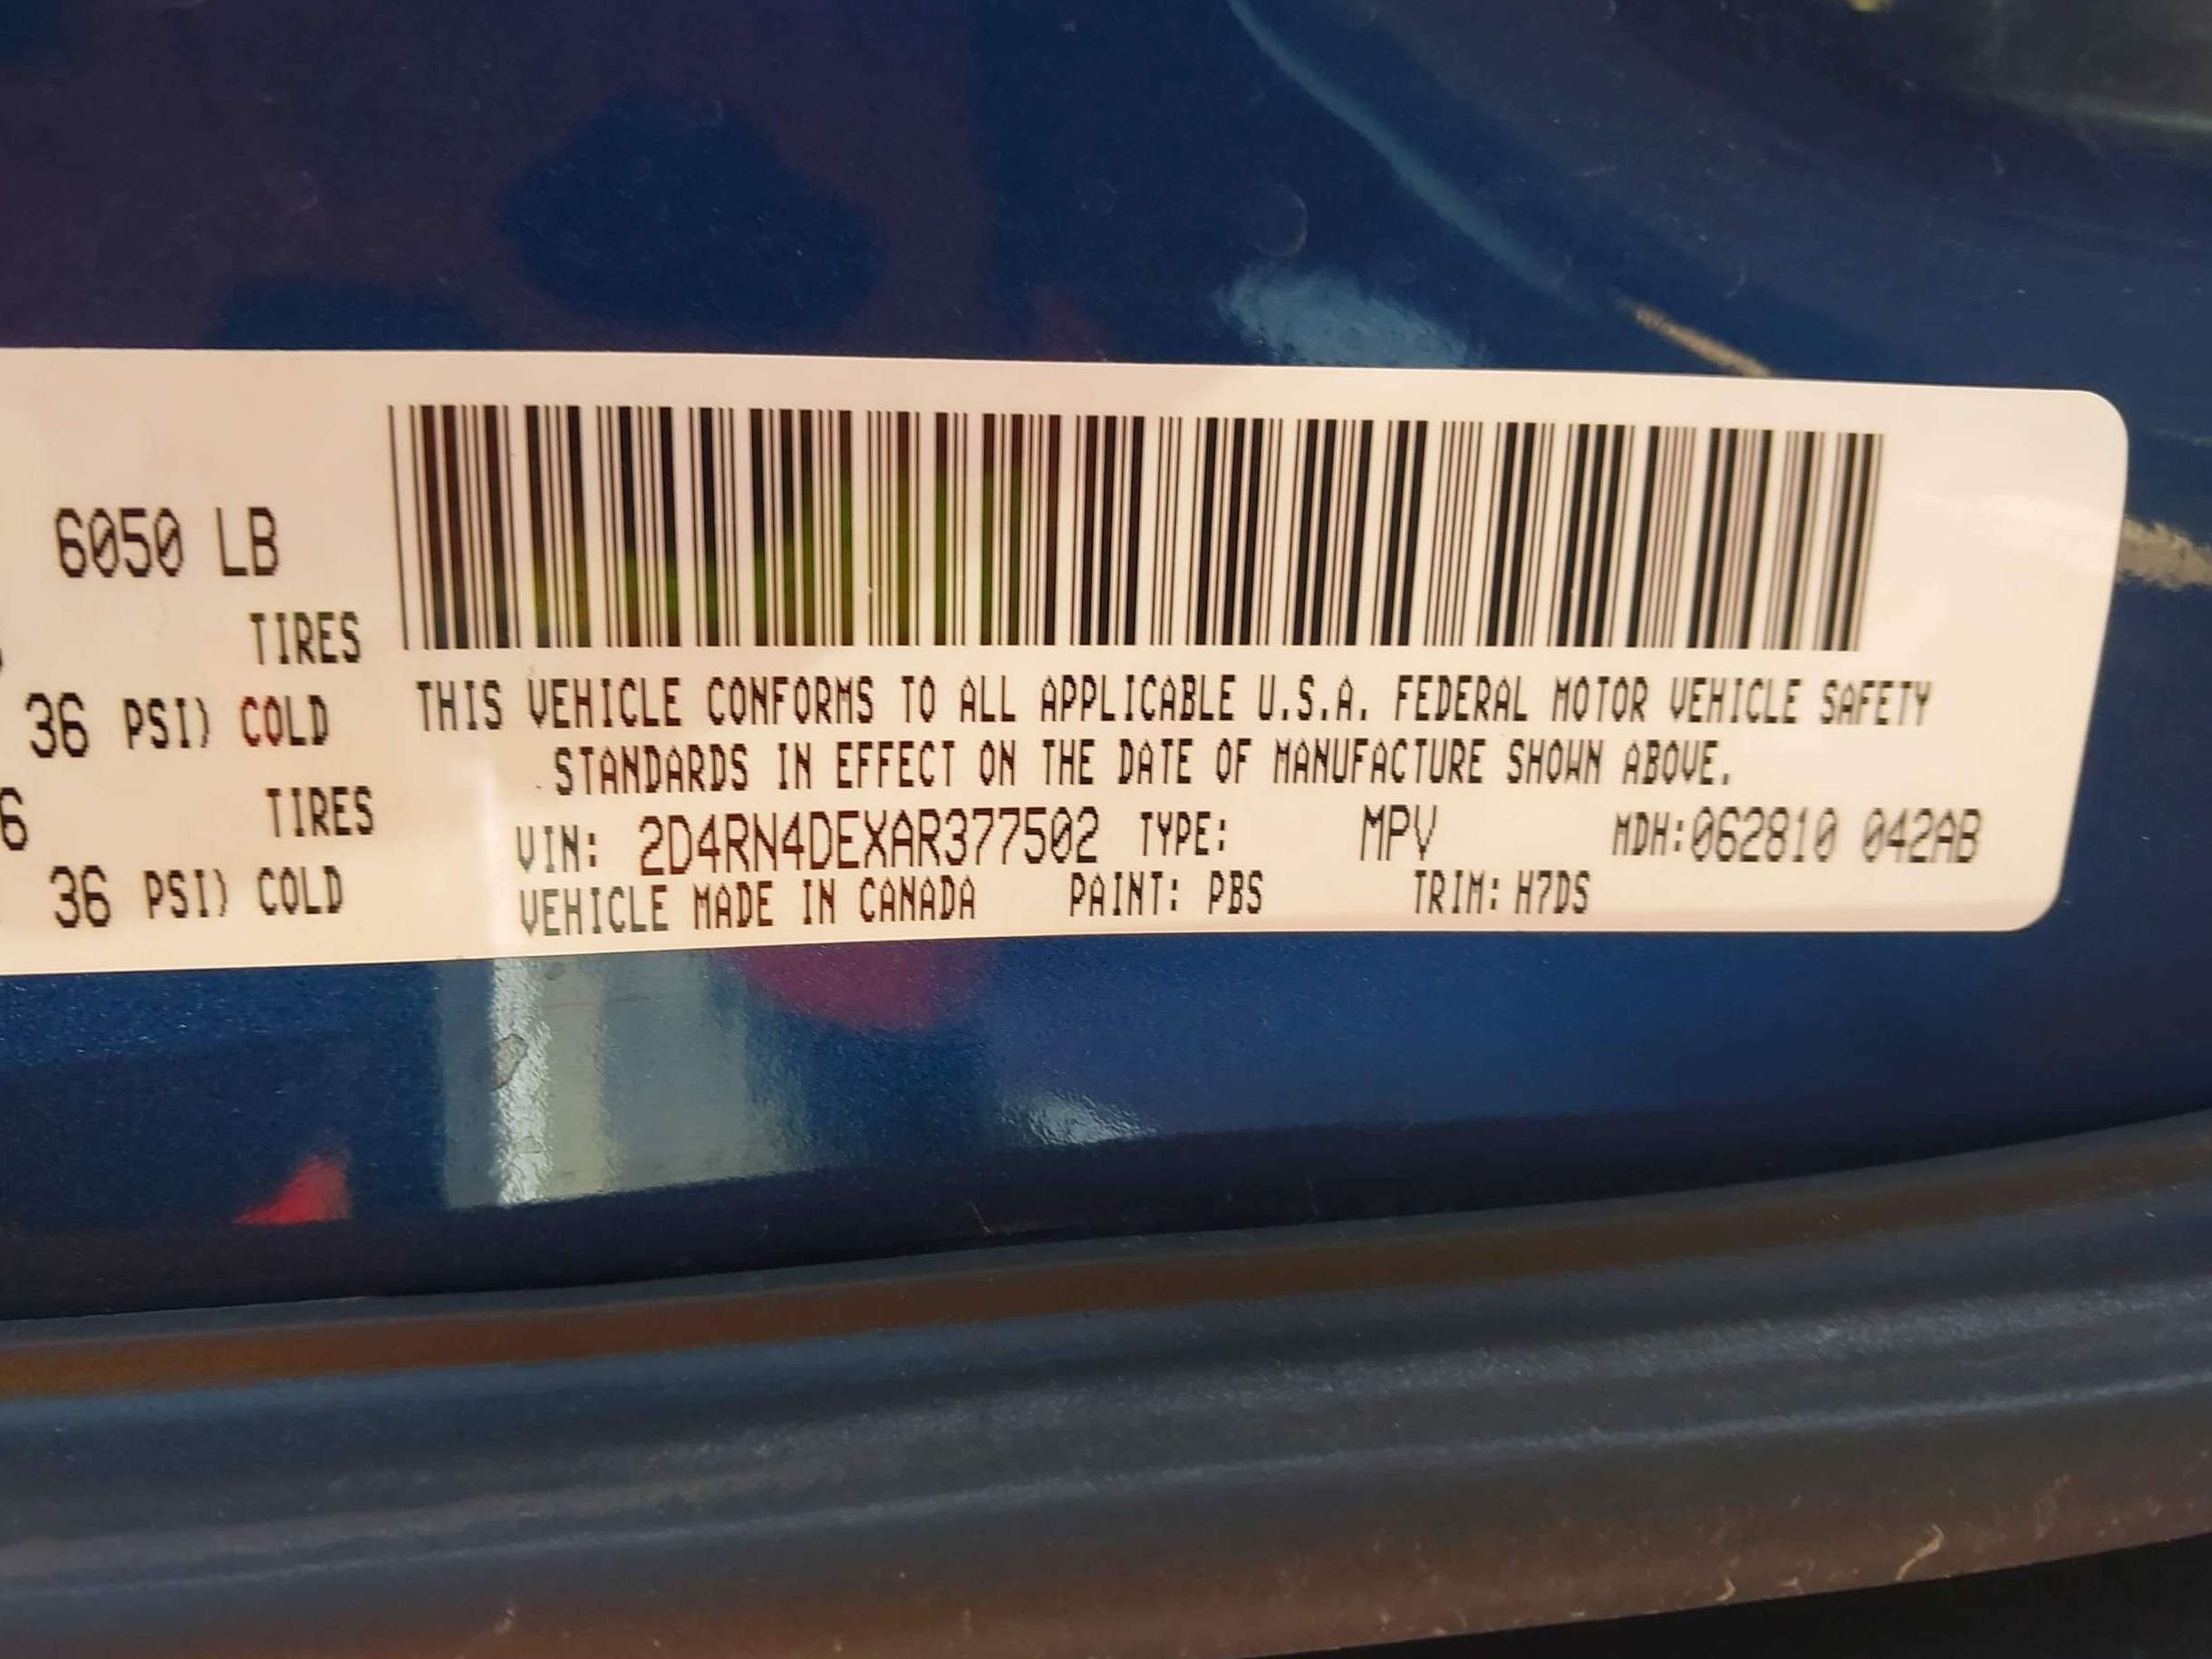 6050 LB
TIRES
36 PSI) COLD
6 TIRES
36 PSI) COLD
THIS VEHICLE CONFORMS TO ALL APPLICABLE U.S.A. FEDERAL MOTOR VEHICLE SAFETY
STANDARDS IN EFFECT ON THE DATE OF MANUFACTURE SHOWN ABOVE.
VIN: 2D4RN4DEXAR377502 TYPE: MPV MDH:062810 042AB
VEHICLE MADE IN CANADA PAINT: PBS TRIM: H7DS